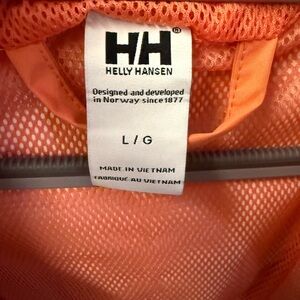 HH®
HELLY HANSEN
Designed and developed
in Norway since 1877
L / G
MADE IN VIETNAM
FABRIQUÉ AU VIETNAM